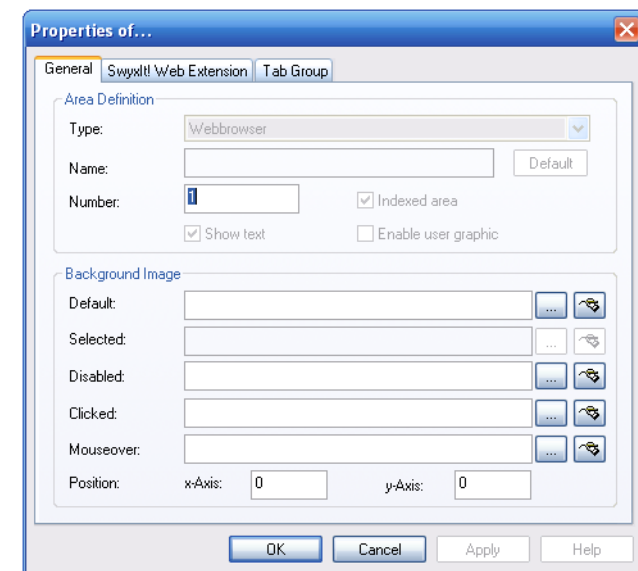 Properties of...
General SwyxIt! Web Extension Tab Group
Area Definition
Type: Webbrowser
Name: Default
Number: 1 Indexed area
Show text Enable user graphic
Background Image
Default: ...
Selected: ...
Disabled: ...
Clicked: ...
Mouseover: ...
Position: x-Axis: 0 y-Axis: 0
OK Cancel Apply Help